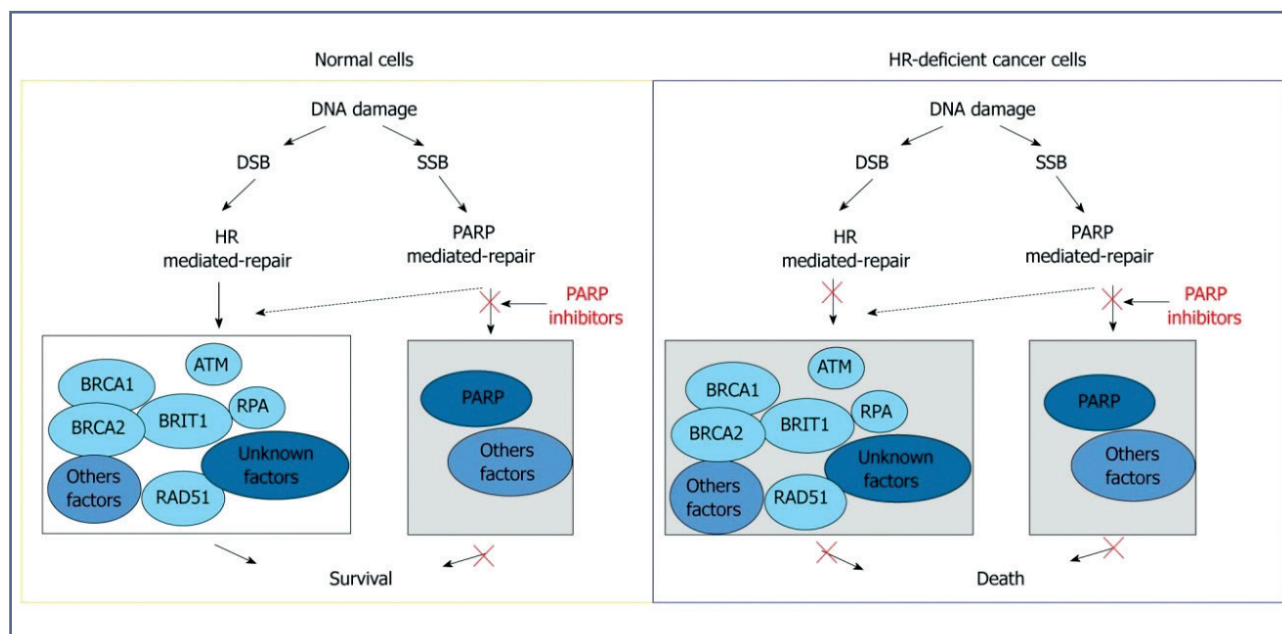 Normal cells
DNA damage
DSB
SSB
HR
mediated-repair
PARP
mediated-repair
PARP
inhibitors
ATM
BRCA1
RPA
BRIT1
BRCA2
Unknown
factors
Others
factors
RAD51
PARP
Others
factors
Survival
HR-deficient cancer cells
DNA damage
DSB
SSB
HR
mediated-repair
PARP
mediated-repair
PARP
inhibitors
ATM
BRCA1
RPA
BRIT1
BRCA2
Unknown
factors
Others
factors
RAD51
PARP
Others
factors
Death